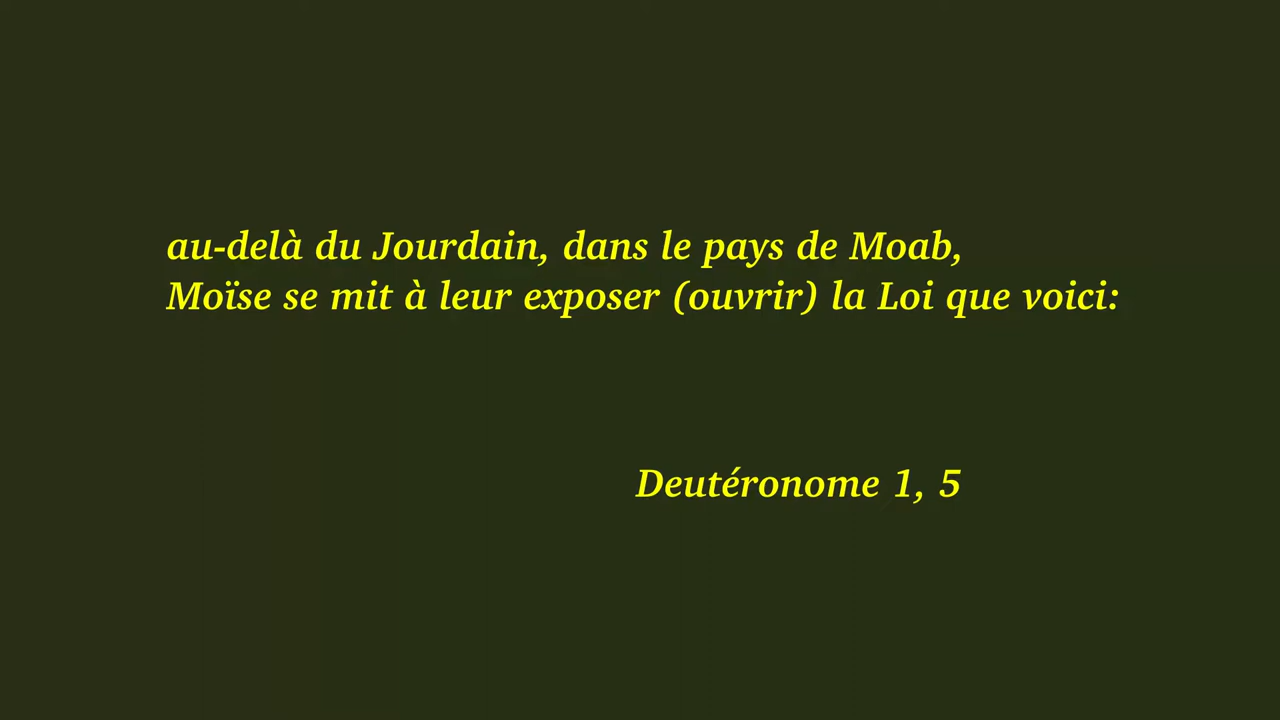 au-delà du Jourdain, dans le pays de Moab,
Moïse se mit à leur exposer (ouvrir) la Loi que voici:
Deutéronome 1, 5